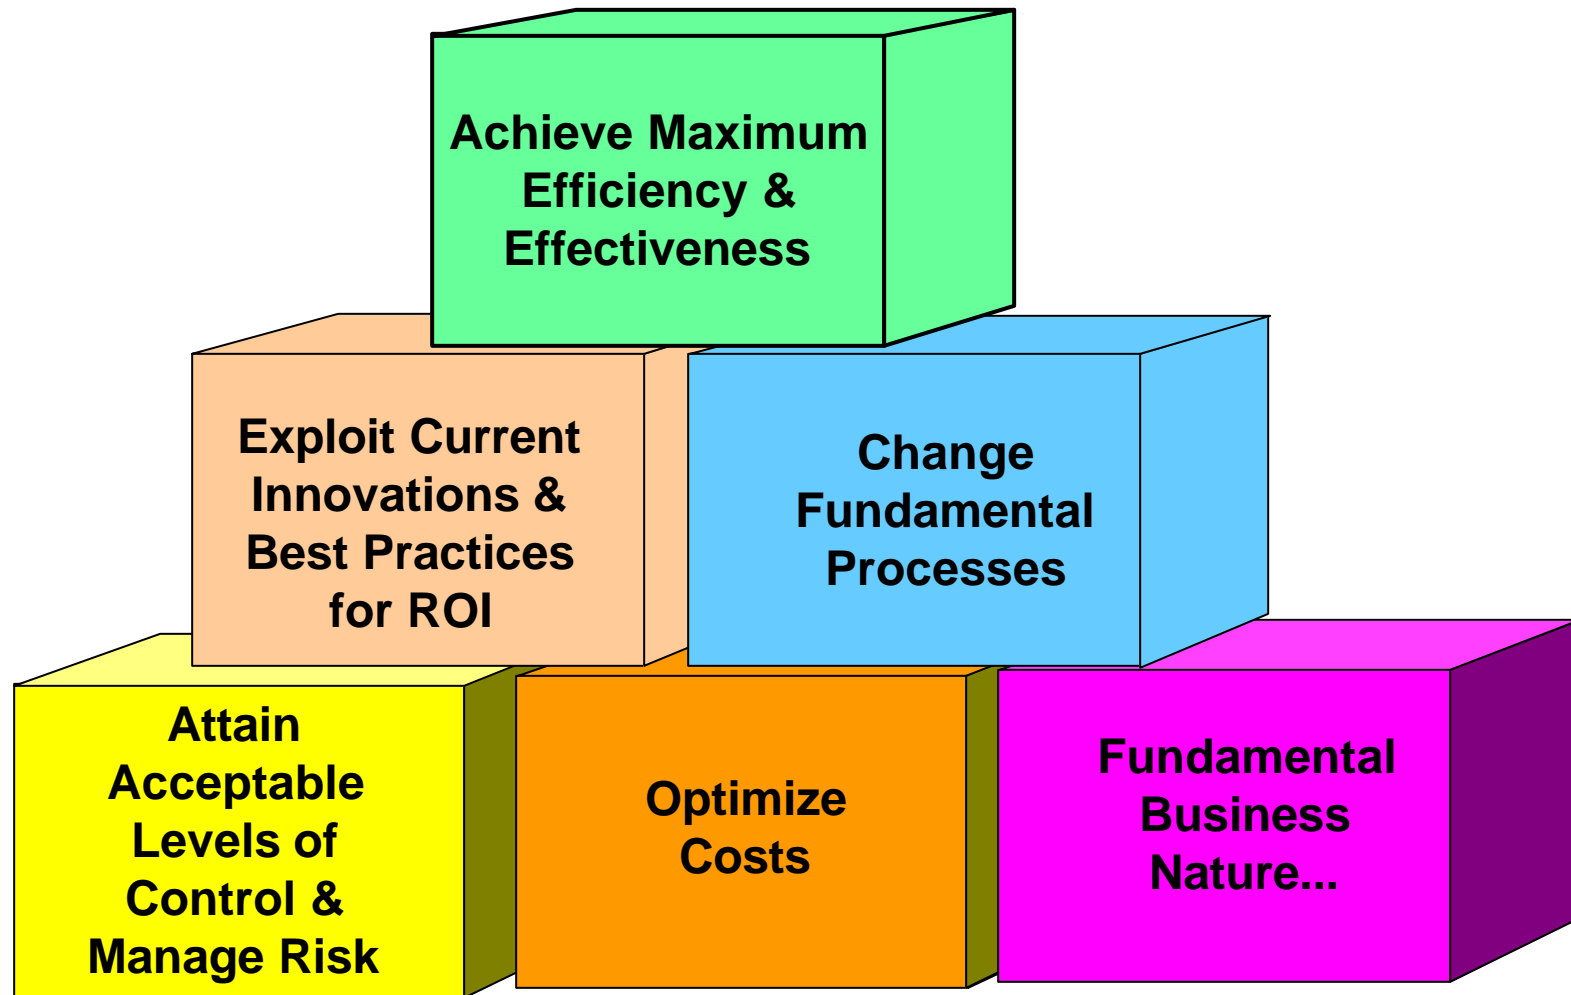 Achieve Maximum
Efficiency &
Effectiveness
Exploit Current
Innovations &
Best Practices
for ROI
Change
Fundamental
Processes
Attain
Acceptable
Levels of
Control &
Manage Risk
Optimize
Costs
Fundamental
Business
Nature...